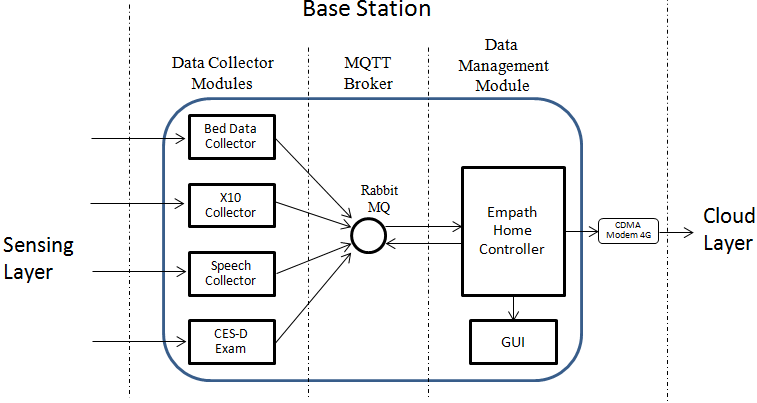 Base Station
Data Collector
Modules
MQTT
Broker
Data
Management
Module
Sensing
Layer
Bed Data
Collector
X10
Collector
Speech
Collector
CES-D
Exam
Rabbit
MQ
Empath
Home
Controller
GUI
CDMA
Modem 4G
Cloud
Layer